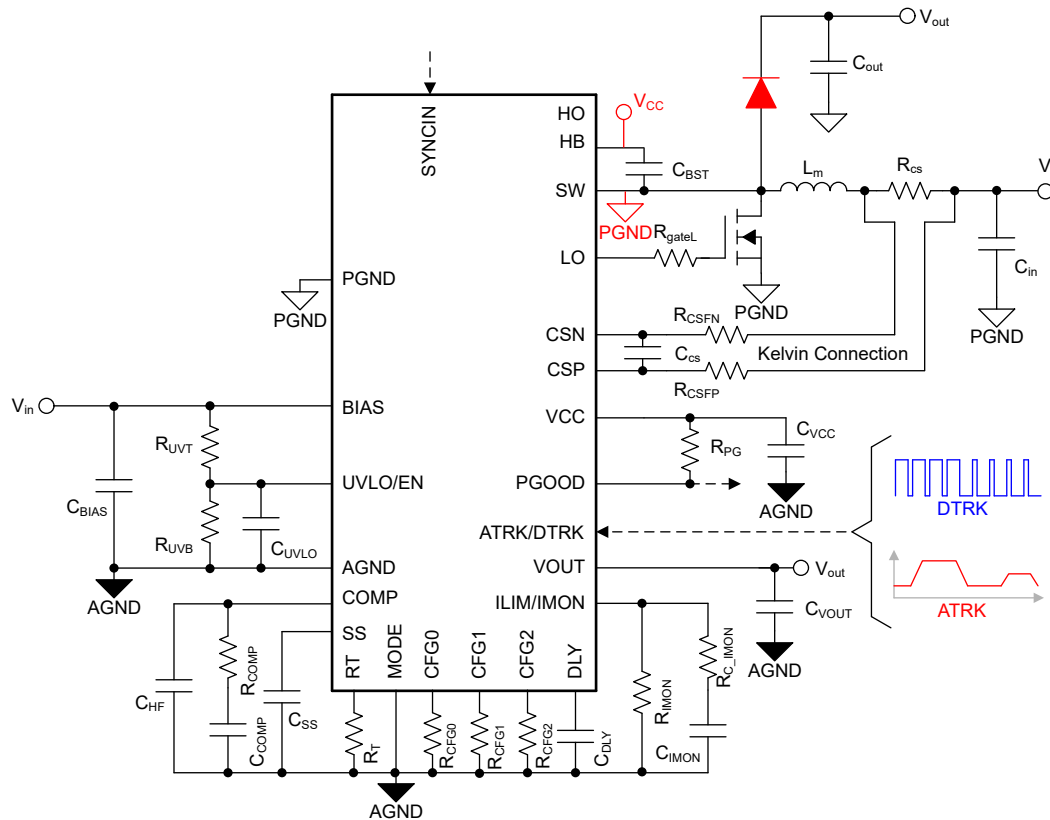 Vout
Cout
SYNCIN
HO
VCC
HB
CBST
SW
PGND
Lm
Rcs
V
RgateL
LO
PGND
Cin
PGND
PGND
PGND
RCSFN
CSN
Ccs
Kelvin Connection
CSP
RCSFP
Vin
BIAS
VCC
RUVT
RPG
CVCC
CBIAS
UVLO/EN
PGOOD
AGND
DTRK
RUVB
CUVLO
ATRK/DTRK
AGND
VOUT
Vout
AGND
COMP
ILIM/IMON
CVOUT
ATRK
SS
AGND
RT
MODE
CFG0
CFG1
CFG2
DLY
RCOMP
RC_IMON
CHF
CCOMP
CSS
RT
RCFG0
RCFG1
RCFG2
CDLY
RIMON
CIMON
AGND